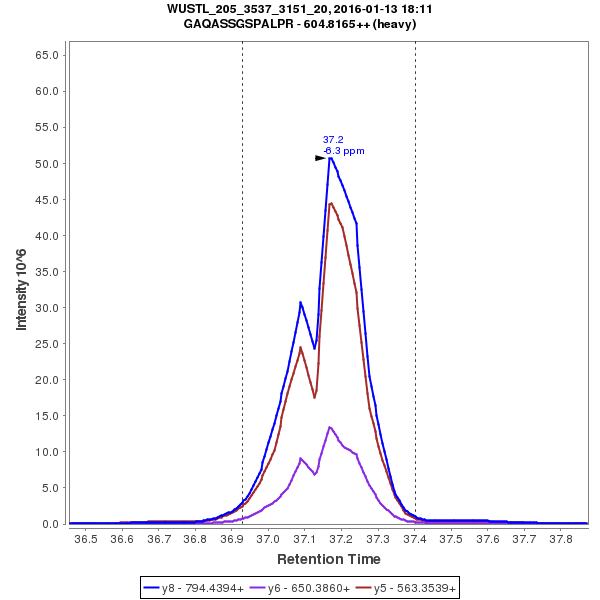 WUSTL_205_3537_3151_20, 2016-01-13 18:11
GAQASSGSPALPR - 604.8165++ (heavy)
Intensity 10^6
65.0
60.0
55.0
50.0
45.0
40.0
35.0
30.0
25.0
20.0
15.0
10.0
5.0
0.0
37.2
-6.3 ppm
36.5 36.6 36.7 36.8 36.9 37.0 37.1 37.2 37.3 37.4 37.5 37.6 37.7 37.8
Retention Time
y8 - 794.4394+ y6 - 650.3860+ y5 - 563.3539+